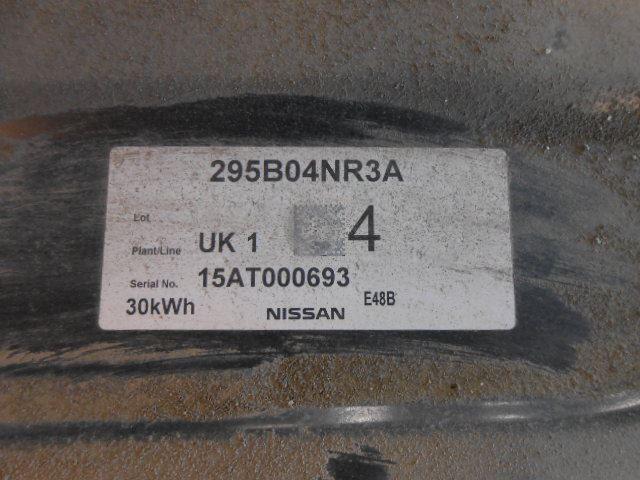 295B04NR3A
Lot
Plant/Line UK 1 4
Serial No. 15AT000693
30kWh NISSAN E48B